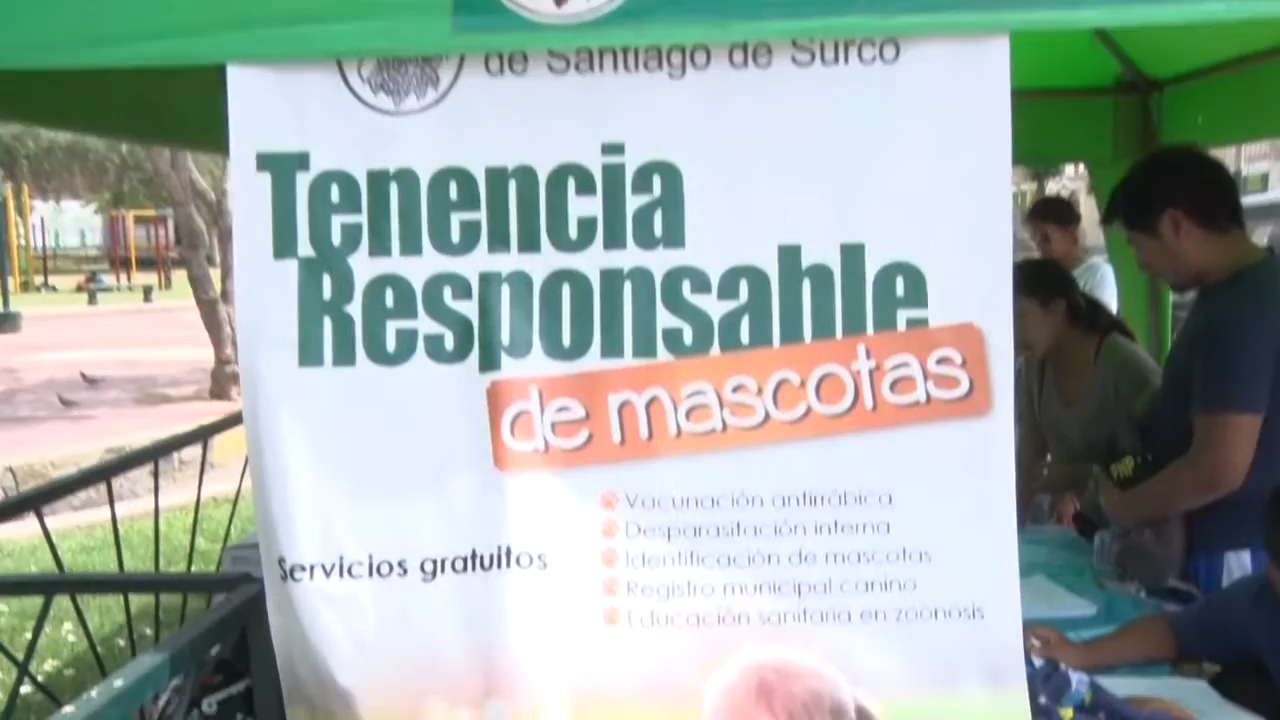 de Santiago de Surco
Tenencia
Responsable
de mascotas
Servicios gratuitos
Vacunación antirrábica
Desparasitación interna
Identificación de mascotas
Registro municipal canino
Educación sanitaria en zoonosis
PNP